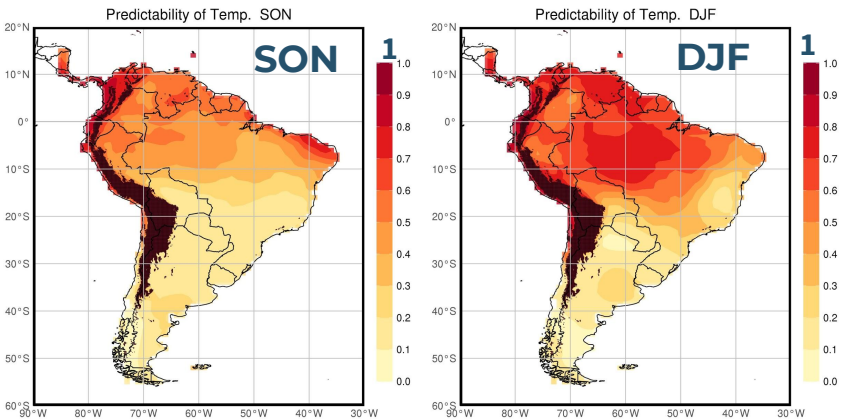 Predictability of Temp. SON
20°N
10°N
0°
10°S
20°S
30°S
40°S
50°S
60°S
90°W 80°W 70°W 60°W 50°W 40°W 30°W
SON
1
1.0
0.9
0.8
0.7
0.6
0.5
0.4
0.3
0.2
0.1
0.0
Predictability of Temp. DJF
20°N
10°N
0°
10°S
20°S
30°S
40°S
50°S
60°S
90°W 80°W 70°W 60°W 50°W 40°W 30°W
DJF
1
1.0
0.9
0.8
0.7
0.6
0.5
0.4
0.3
0.2
0.1
0.0